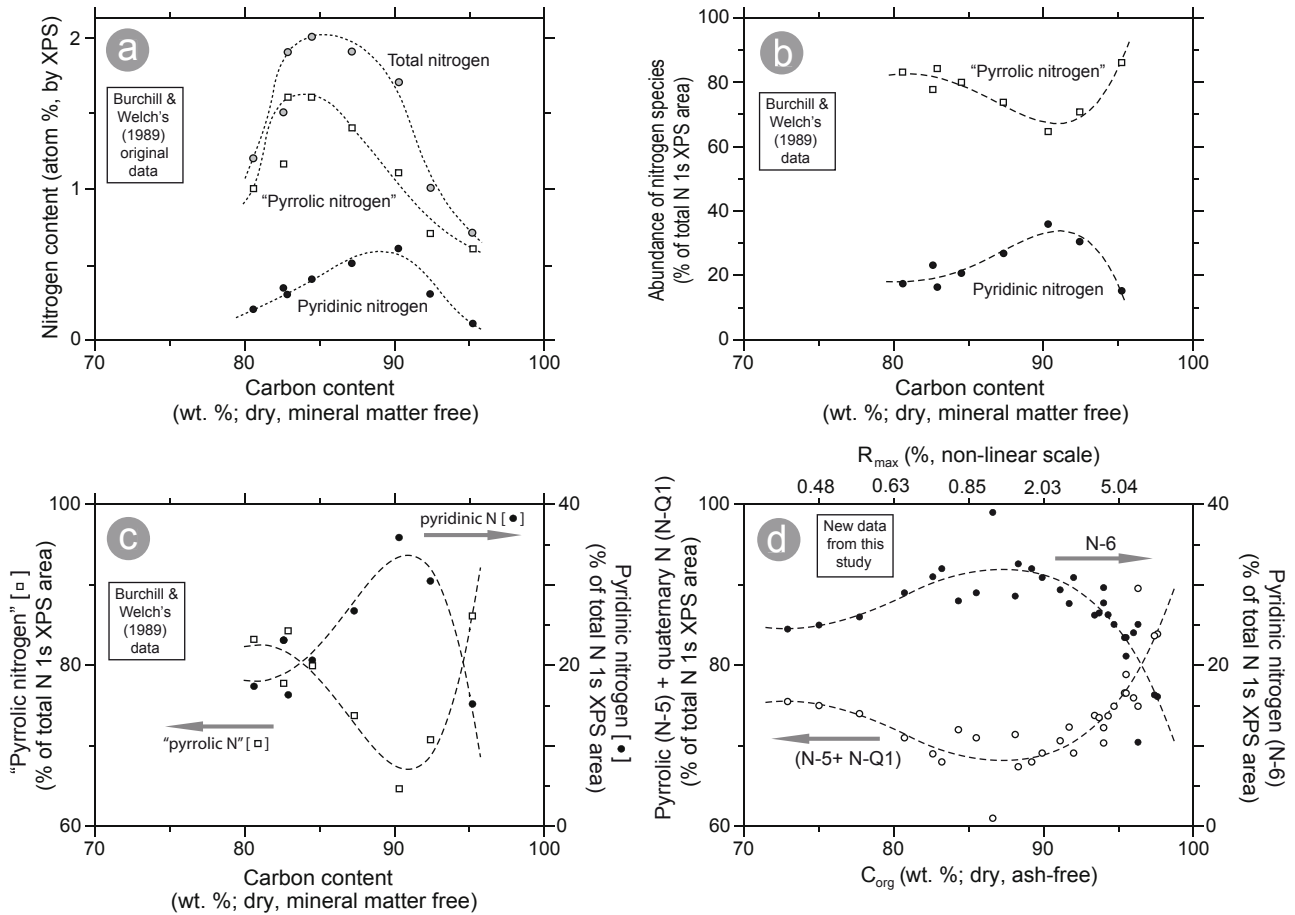 a
Burchill &
Welch's
(1989)
original
data
Total nitrogen
"Pyrrolic nitrogen"
Pyridinic nitrogen
Nitrogen content (atom %, by XPS)
2
1
0
70
80
90
100
Carbon content
(wt. %; dry, mineral matter free)
b
Burchill &
Welch's
(1989)
data
"Pyrrolic nitrogen"
Pyridinic nitrogen
Abundance of nitrogen species
(% of total N 1s XPS area)
100
80
60
40
20
0
70
80
90
100
Carbon content
(wt. %; dry, mineral matter free)
c
Burchill &
Welch's
(1989)
data
pyridinic N [ • ]
"pyrrolic N" [ □ ]
"Pyrrolic nitrogen" [ □ ]
(% of total N 1s XPS area)
100
80
60
40
20
0
Pyridinic nitrogen [ • ]
(% of total N 1s XPS area)
70
80
90
100
Carbon content
(wt. %; dry, mineral matter free)
Rmax (%, non-linear scale)
0.48
0.63
0.85
2.03
5.04
d
New data
from this
study
N-6
(N-5+ N-Q1)
Pyrrolic (N-5) + quaternary N (N-Q1)
(% of total N 1s XPS area)
100
80
60
40
20
0
Pyridinic nitrogen (N-6)
(% of total N 1s XPS area)
70
80
90
100
Corg (wt. %; dry, ash-free)